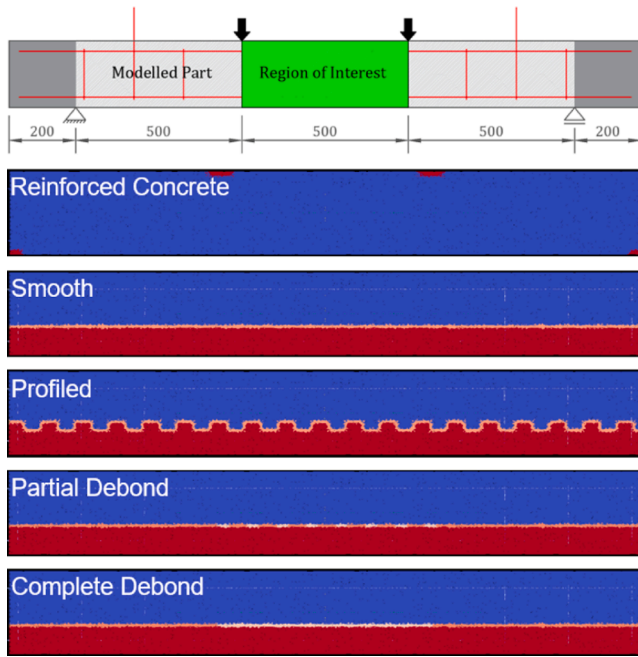 Modelled Part
Region of Interest
200 500 500 500 200
Reinforced Concrete
Smooth
Profiled
Partial Debond
Complete Debond